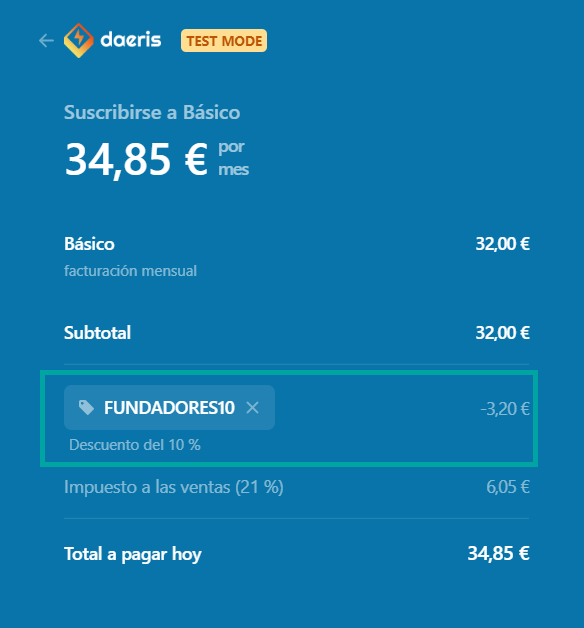 daeris TEST MODE
Suscribirse a Básico
34,85 € por
mes
Básico 32,00 €
facturación mensual
Subtotal 32,00 €
FUNDADORES10 -3,20 €
Descuento del 10 %
Impuesto a las ventas (21 %) 6,05 €
Total a pagar hoy 34,85 €